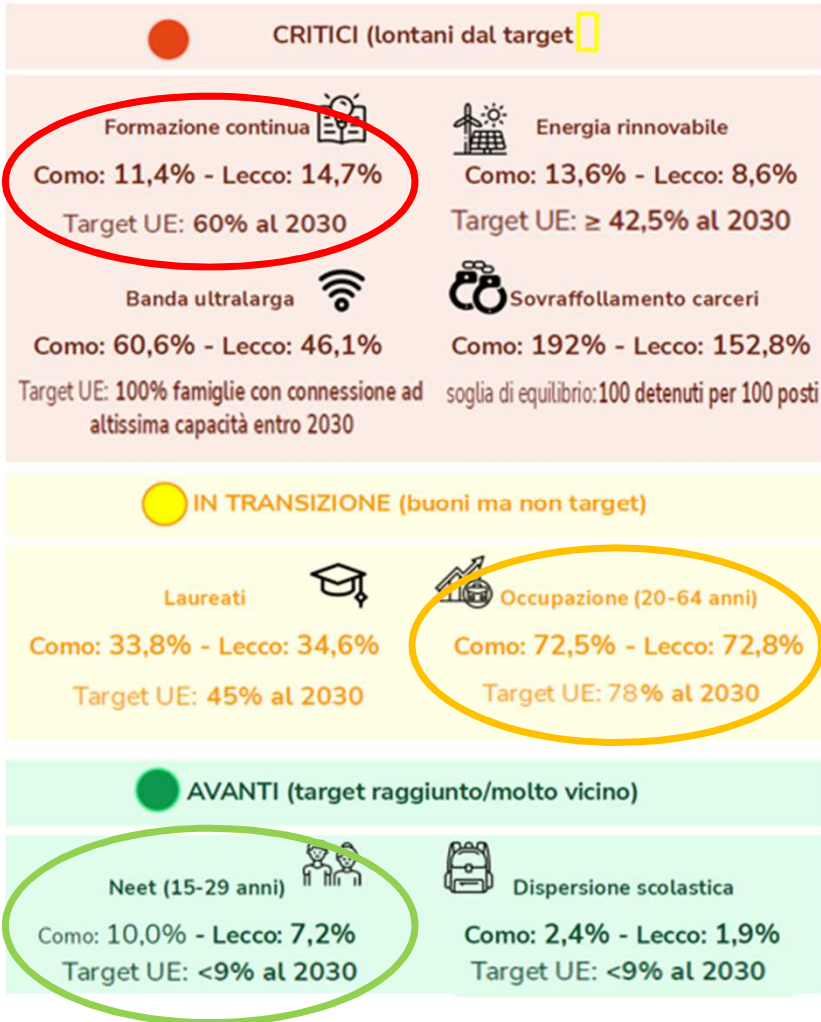 CRITICI (lontani dal target
Formazione continua
Como: 11,4% - Lecco: 14,7%
Target UE: 60% al 2030
Energia rinnovabile
Como: 13,6% - Lecco: 8,6%
Target UE: ≥ 42,5% al 2030
Banda ultralarga
Como: 60,6% - Lecco: 46,1%
Target UE: 100% famiglie con connessione ad
altissima capacità entro 2030
Sovraffollamento carceri
Como: 192% - Lecco: 152,8%
soglia di equilibrio:100 detenuti per 100 posti
IN TRANSIZIONE (buoni ma non target)
Laureati
Como: 33,8% - Lecco: 34,6%
Target UE: 45% al 2030
Occupazione (20-64 anni)
Como: 72,5% - Lecco: 72,8%
Target UE: 78% al 2030
AVANTI (target raggiunto/molto vicino)
Neet (15-29 anni)
Como: 10,0% - Lecco: 7,2%
Target UE: <9% al 2030
Dispersione scolastica
Como: 2,4% - Lecco: 1,9%
Target UE: <9% al 2030